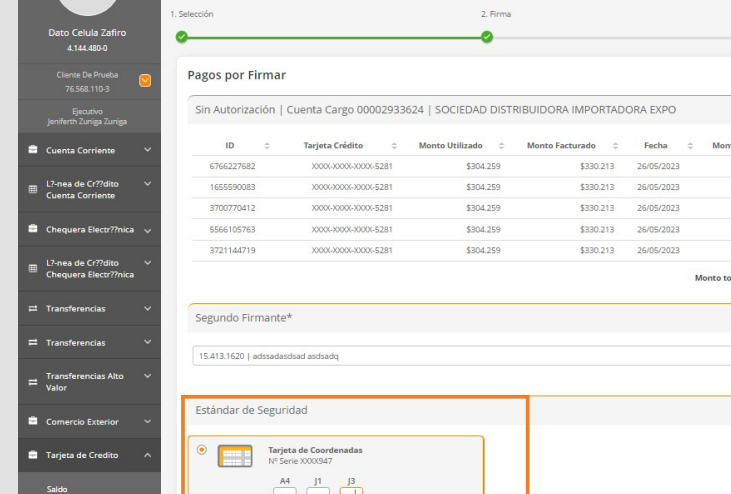 1. Selección
2. Firma
Dato Celula Zafiro
4.144.480-0
Cliente De Prueba
76.568.110-3
Ejecutivo
Jeniferth Zuniga Zuniga
Cuenta Corriente
L?-nea de Cr??dito
Cuenta Corriente
Chequera Electr??nica
L?-nea de Cr??dito
Chequera Electr??nica
Transferencias
Transferencias
Transferencias Alto
Valor
Comercio Exterior
Tarjeta de Credito
Saldo
Pagos por Firmar
Sin Autorización | Cuenta Cargo 00002933624 | SOCIEDAD DISTRIBUIDORA IMPORTADORA EXPO
ID Tarjeta Crédito Monto Utilizado Monto Facturado Fecha Mont
6766227682 XXXX-XXXX-XXXX-5281 $304.259 $330.213 26/05/2023
1655590083 XXXX-XXXX-XXXX-5281 $304.259 $330.213 26/05/2023
3700770412 XXXX-XXXX-XXXX-5281 $304.259 $330.213 26/05/2023
5566105763 XXXX-XXXX-XXXX-5281 $304.259 $330.213 26/05/2023
3721144719 XXXX-XXXX-XXXX-5281 $304.259 $330.213 26/05/2023
Monto to
Segundo Firmante*
15.413.1620 | adssadasdsad asdsadq
Estándar de Seguridad
Tarjeta de Coordenadas
Nº Serie XXXX947
A4 J1 J3